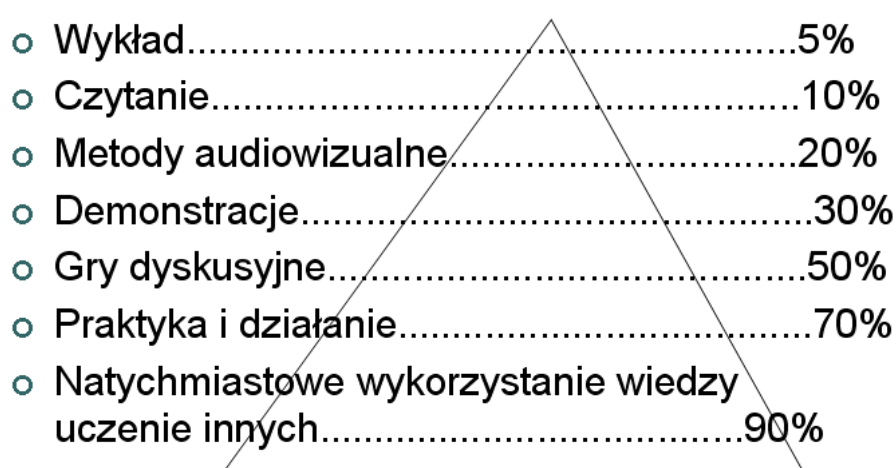 Wykład..........................................................5%
Czytanie.......................................................10%
Metody audiowizualne................................20%
Demonstracje...............................................30%
Gry dyskusyjne............................................50%
Praktyka i działanie......................................70%
Natychmiastowe wykorzystanie wiedzy
uczenie innych.......................................90%